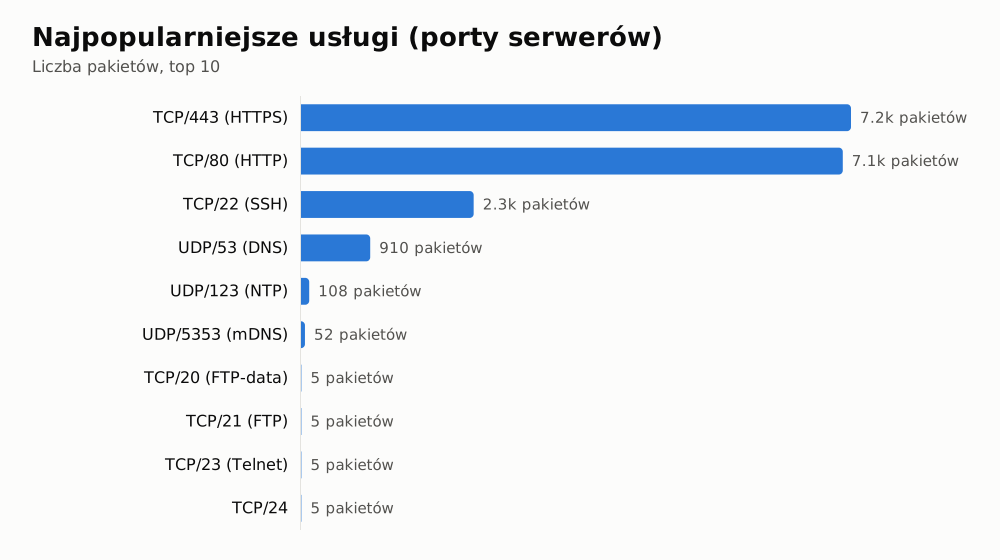 Najpopularniejsze usługi (porty serwerów)
Liczba pakietów, top 10
TCP/443 (HTTPS) 7.2k pakietów
TCP/80 (HTTP) 7.1k pakietów
TCP/22 (SSH) 2.3k pakietów
UDP/53 (DNS) 910 pakietów
UDP/123 (NTP) 108 pakietów
UDP/5353 (mDNS) 52 pakietów
TCP/20 (FTP-data) 5 pakietów
TCP/21 (FTP) 5 pakietów
TCP/23 (Telnet) 5 pakietów
TCP/24 5 pakietów